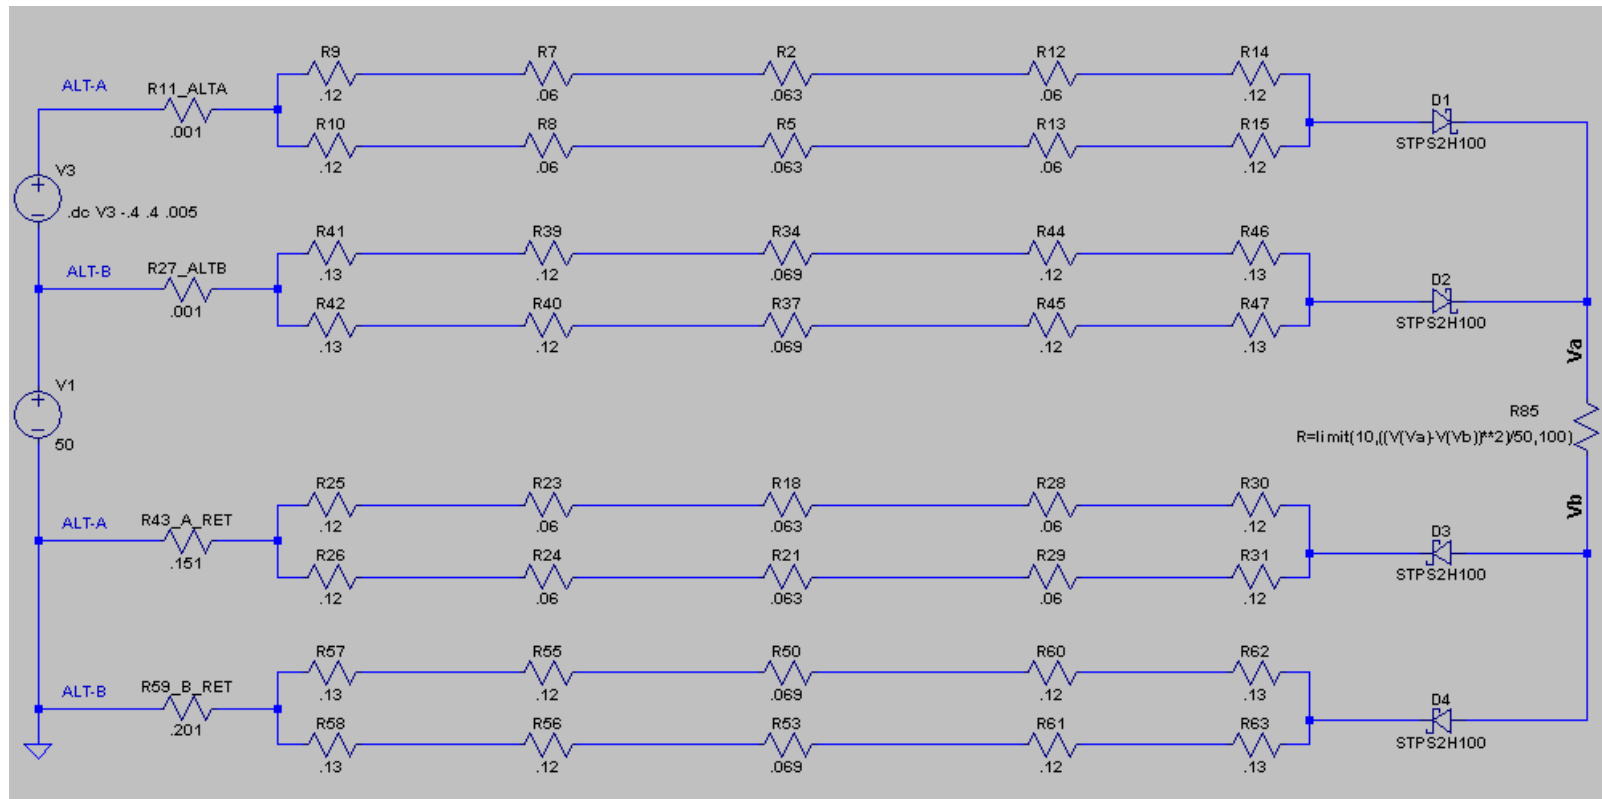 R9 R7 R2 R12 R14
ALT-A R11_ALTA D1
.12 .06 .063 .06 .12
.001 R10 R8 R5 R13 R15
STPS2H100
.12 .06 .063 .06 .12
V3
+
−
.dc V3 -.4 .4 .005
R41 R39 R34 R44 R46
ALT-B R27_ALTB D2
.13 .12 .069 .12 .13
.001 R42 R40 R37 R45 R47
STPS2H100
.13 .12 .069 .12 .13
Va
V1
+
−
50
R85
R=limit(10,((V(Va)-V(Vb))**2)/50,100)
R25 R23 R18 R28 R30
Vb
ALT-A R43_A_RET D3
.12 .06 .063 .06 .12
.151 R26 R24 R21 R29 R31
STPS2H100
.12 .06 .063 .06 .12
R57 R55 R50 R60 R62
ALT-B R59_B_RET D4
.13 .12 .069 .12 .13
.201 R58 R56 R53 R61 R63
STPS2H100
.13 .12 .069 .12 .13